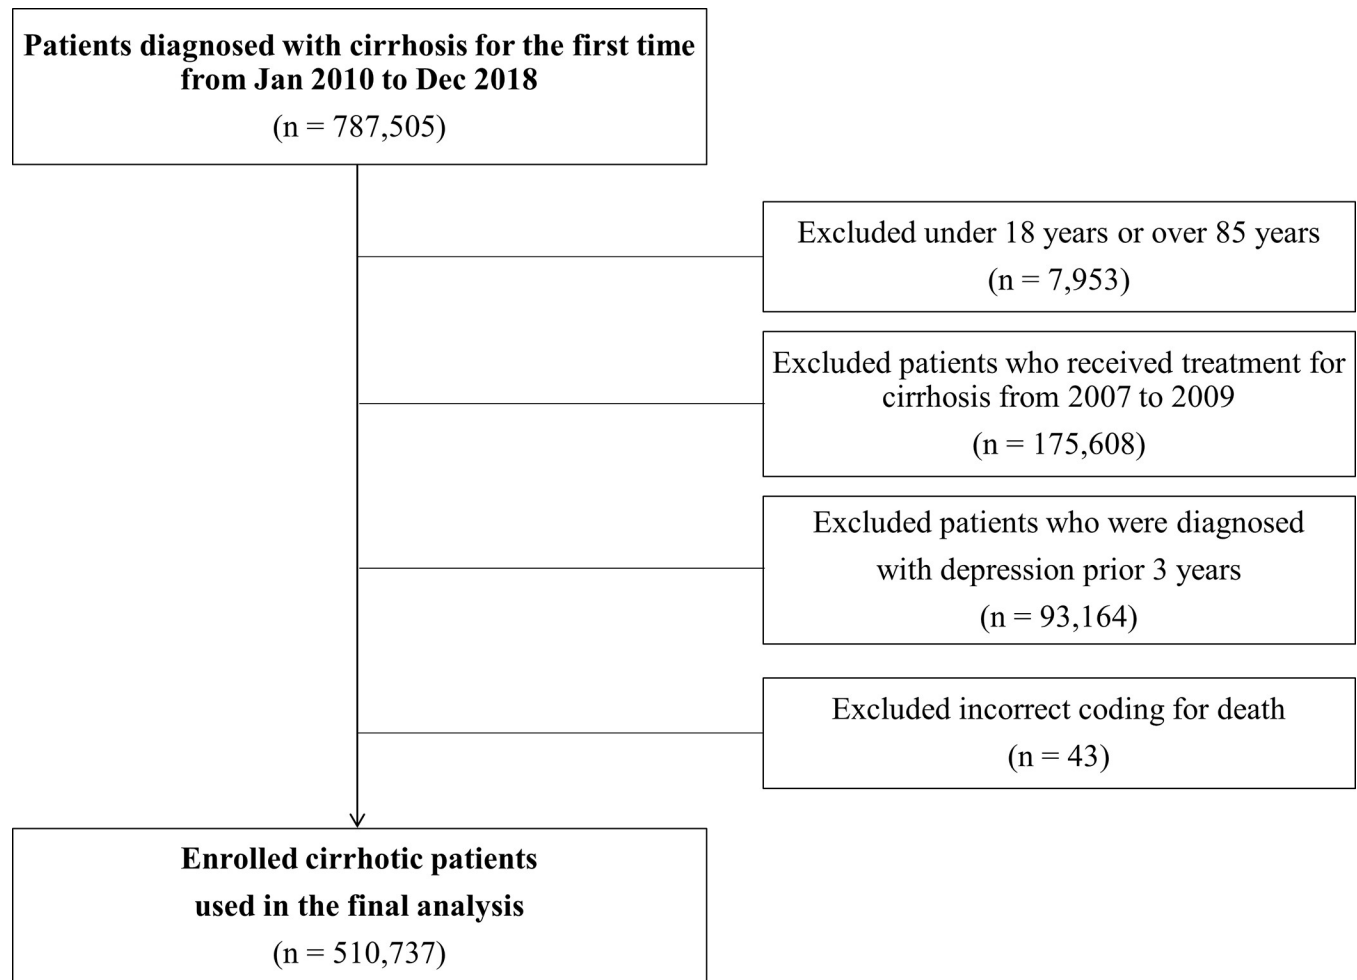 Patients diagnosed with cirrhosis for the first time
from Jan 2010 to Dec 2018
(n = 787,505)
Excluded under 18 years or over 85 years
(n = 7,953)
Excluded patients who received treatment for
cirrhosis from 2007 to 2009
(n = 175,608)
Excluded patients who were diagnosed
with depression prior 3 years
(n = 93,164)
Excluded incorrect coding for death
(n = 43)
Enrolled cirrhotic patients
used in the final analysis
(n = 510,737)